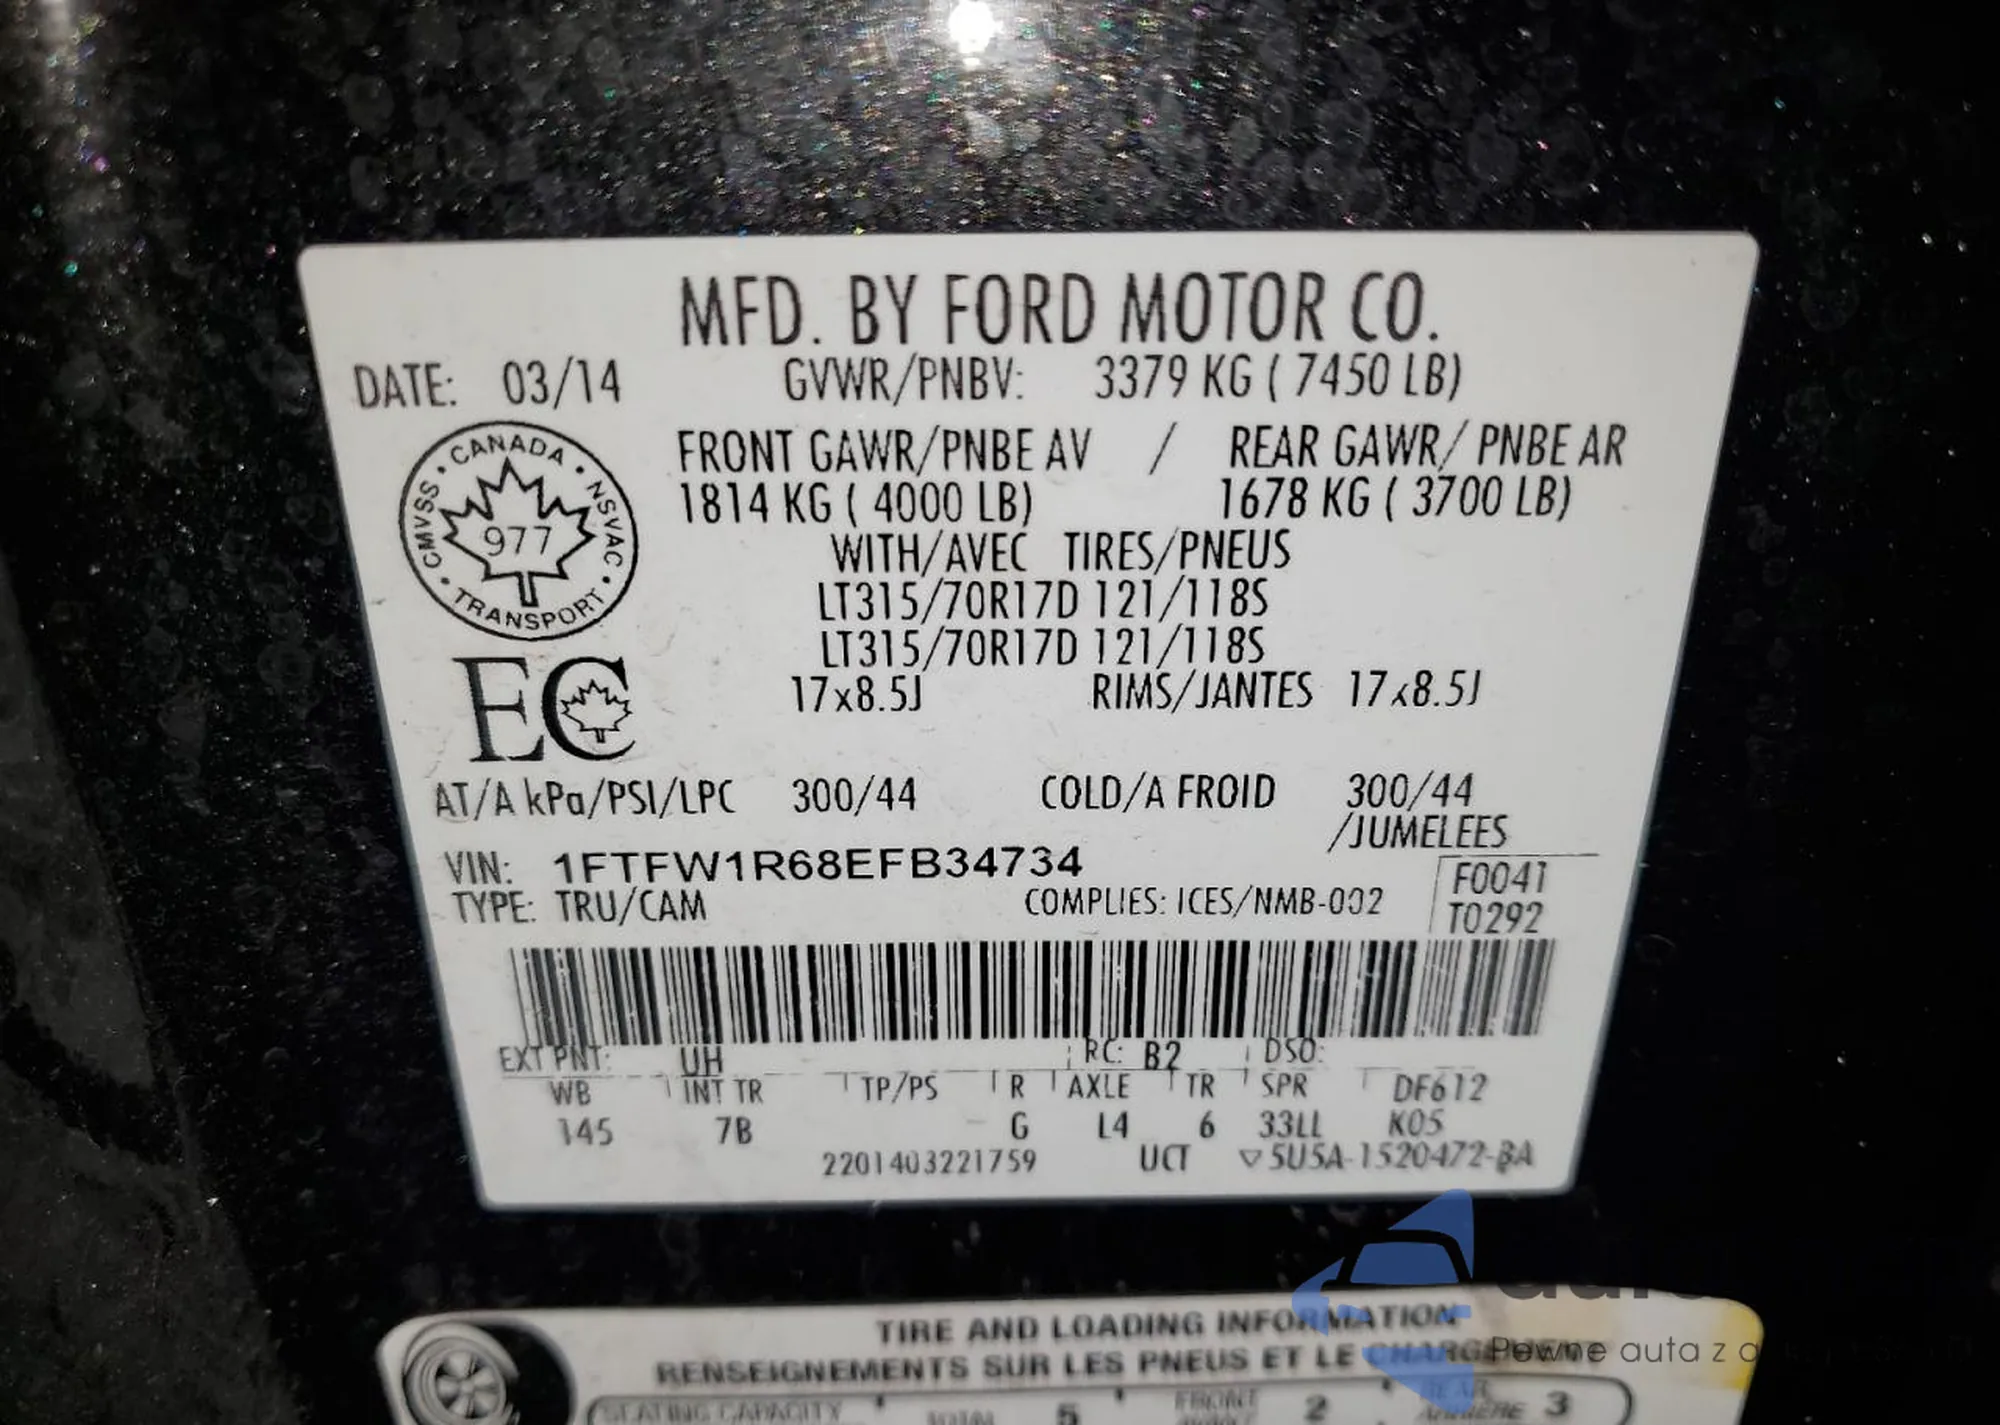 MFD. BY FORD MOTOR CO.
DATE: 03/14 GVWR/PNBV: 3379 KG ( 7450 LB)
FRONT GAWR/PNBE AV / REAR GAWR/ PNBE AR
1814 KG ( 4000 LB) 1678 KG ( 3700 LB)
WITH/AVEC TIRES/PNEUS
LT315/70R17D 121/118S
LT315/70R17D 121/118S
17x8.5J RIMS/JANTES 17x8.5J
CANADA NSVAC TRANSPORT CMVSS
977
EC
AT/A kPa/PSI/LPC 300/44 COLD/A FROID 300/44
/JUMELEES
VIN: 1FTFW1R68EFB34734 F0041
TYPE: TRU/CAM COMPLIES: ICES/NMB-002 T0292
EXT PNT: UH RC: B2 DSO:
WB INT TR TP/PS R AXLE TR SPR DF612
145 7B G L4 6 33LL K05
2201403221759 UCT 5U5A-1520472-BA
TIRE AND LOADING INFORMATION
RENSEIGNEMENTS SUR LES PNEUS ET LE CHARGEMENT
Pewne auta z
SEATING CAPACITY TOTAL 5 FRONT 2 REAR ARRIÈRE 3